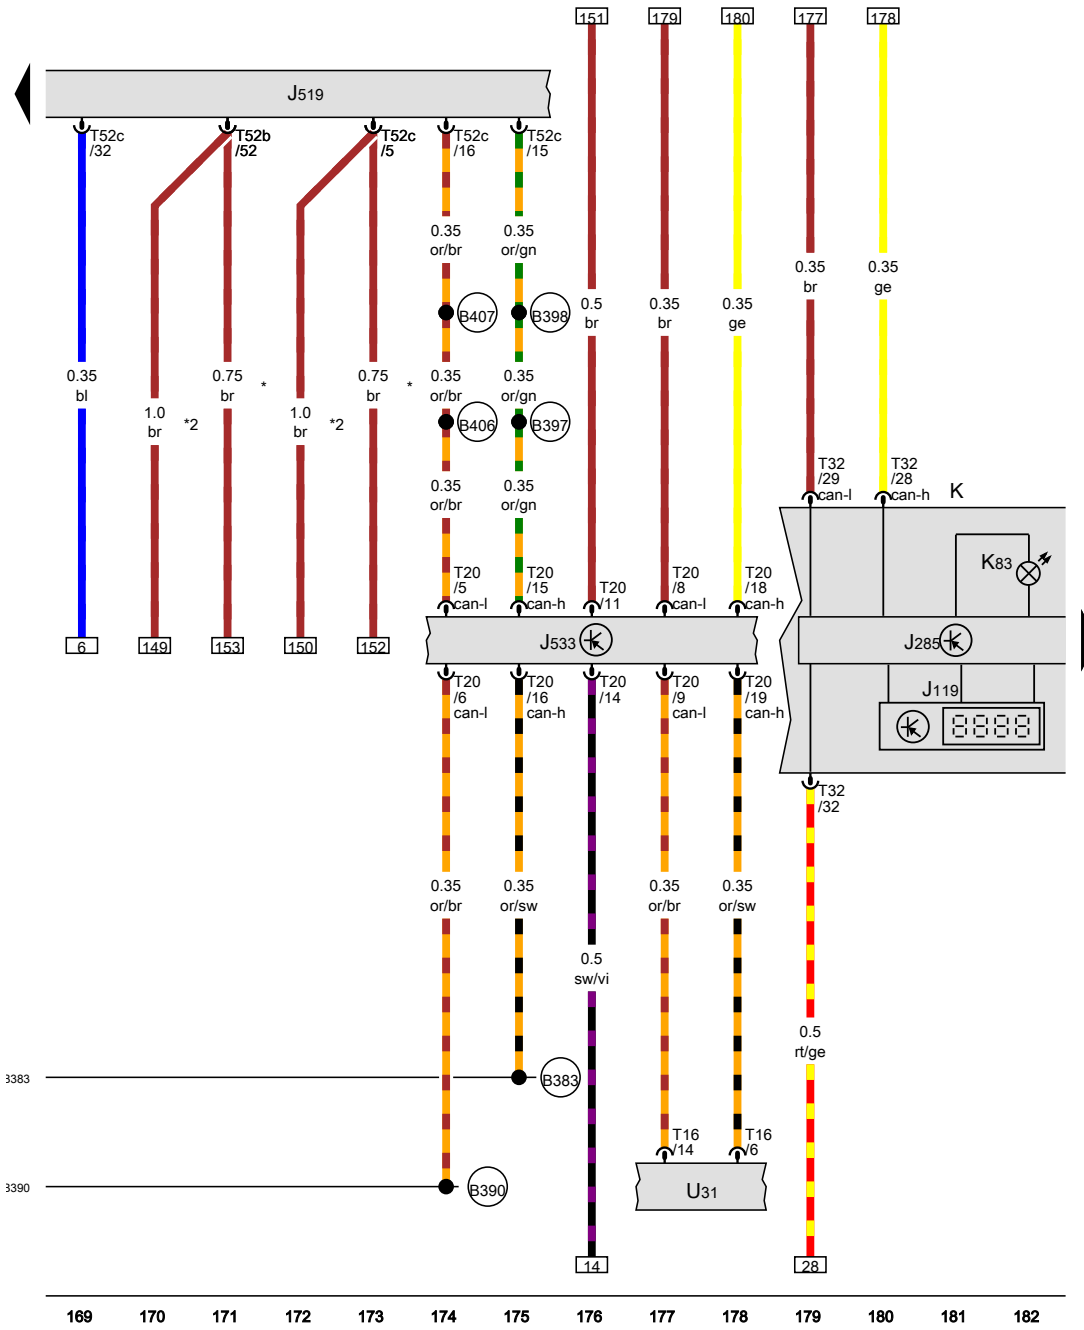 151 179 180 177 178
J519
T52c
/32
T52b
/52
T52c
/5
T52c
/16
T52c
/15
0.35
or/br
0.35
or/gn
0.35
br
0.35
ge
B407
B398
0.5
br
0.35
br
0.35
ge
0.35
bl
0.75
br
*
0.75
br
*
0.35
or/br
0.35
or/gn
1.0
br
*2
1.0
br
*2
B406
B397
T32
/29
can-l
T32
/28
can-h
K
0.35
or/br
0.35
or/gn
K83
T20
/5
can-l
T20
/15
can-h
T20
/11
T20
/8
can-l
T20
/18
can-h
6 149 153 150 152
J533
J285
T20
/6
can-l
T20
/16
can-h
T20
/14
T20
/9
can-l
T20
/19
can-h
J119
8888
T32
/32
0.35
or/br
0.35
or/sw
0.35
or/br
0.35
or/sw
0.5
sw/vi
0.5
rt/ge
B383
T16
/14
T16
/6
B390
U31
14 28
169 170 171 172 173 174 175 176 177 178 179 180 181 182